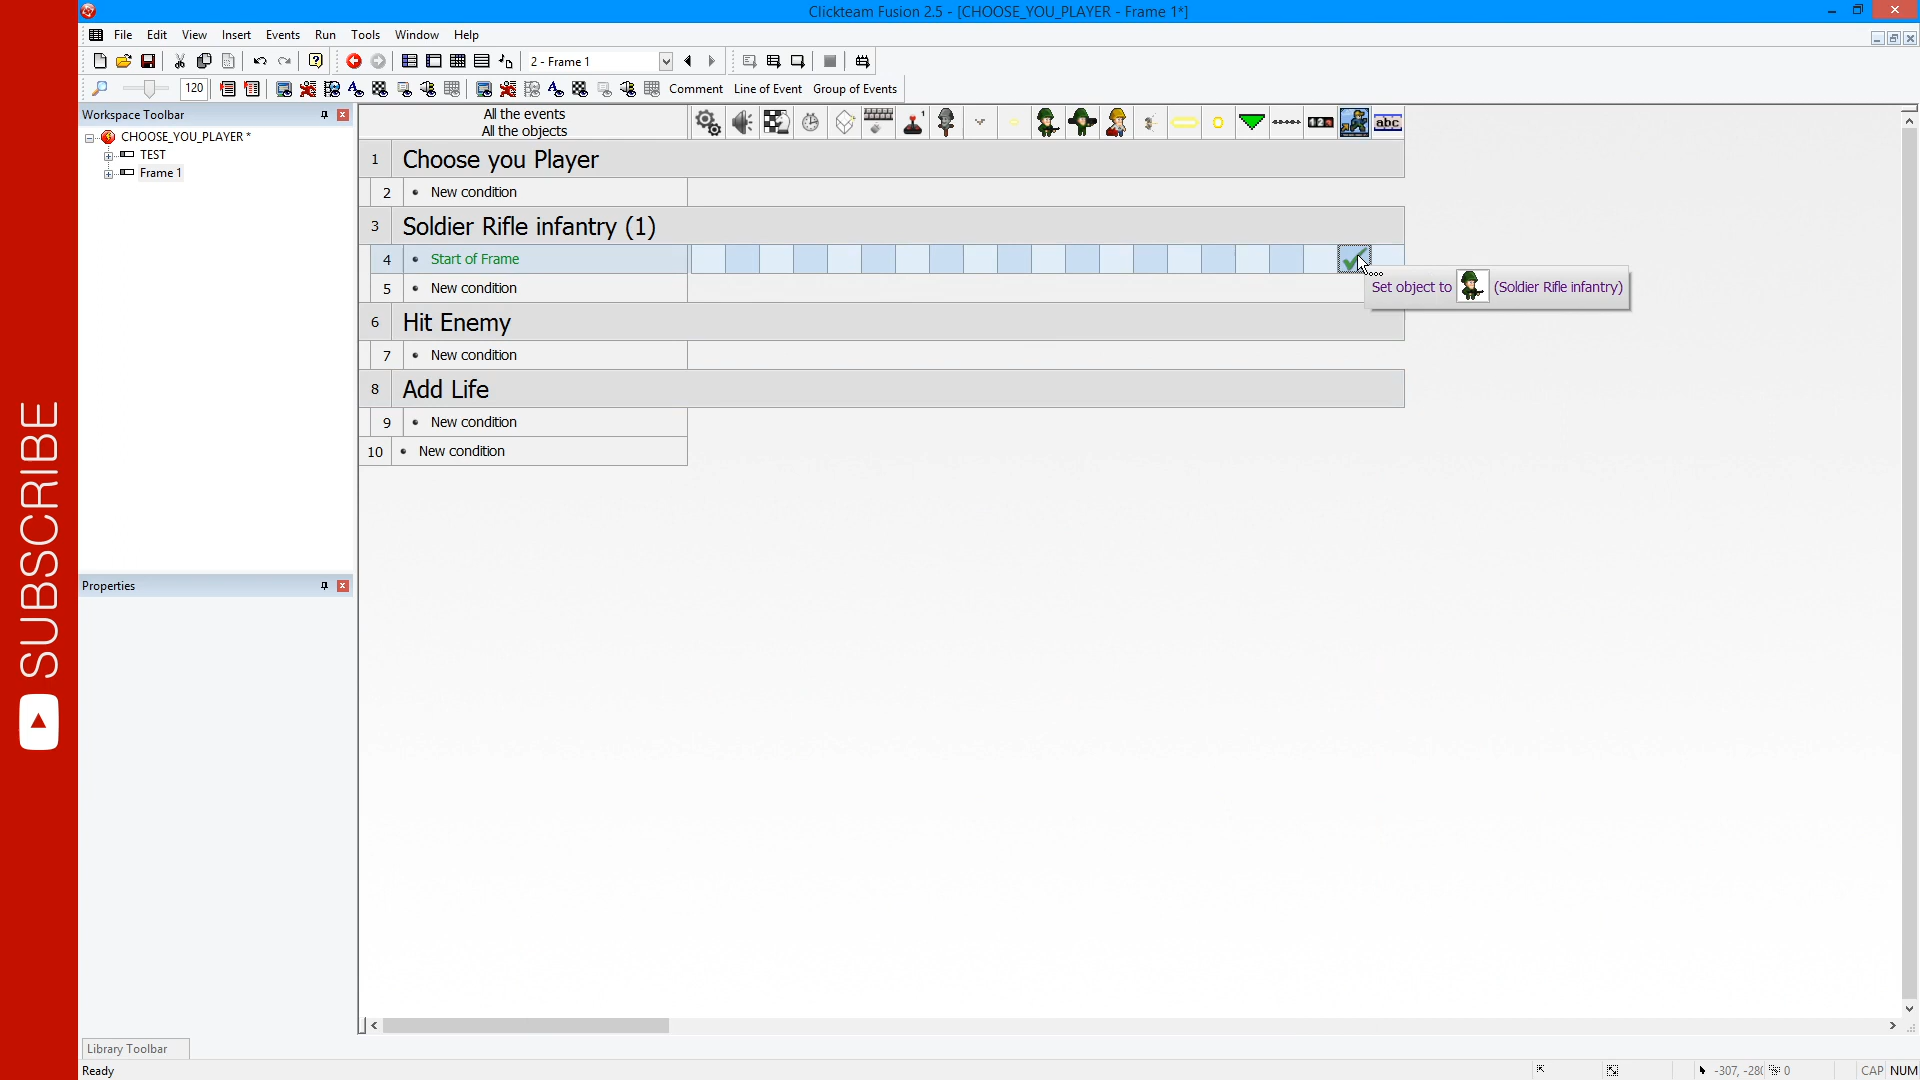 Clickteam Fusion 2.5 - [CHOOSE_YOU_PLAYER - Frame 1*]
File Edit View Insert Events Run Tools Window Help
2 - Frame 1
120 Comment Line of Event Group of Events
Workspace Toolbar
CHOOSE_YOU_PLAYER *
TEST
Frame 1
Properties
Library Toolbar
Ready
All the events
All the objects
1
abc
1 Choose you Player
2 • New condition
3 Soldier Rifle infantry (1)
4 • Start of Frame
Set object to (Soldier Rifle infantry)
5 • New condition
6 Hit Enemy
7 • New condition
8 Add Life
9 • New condition
10 • New condition
SUBSCRIBE
0
CAP NUM